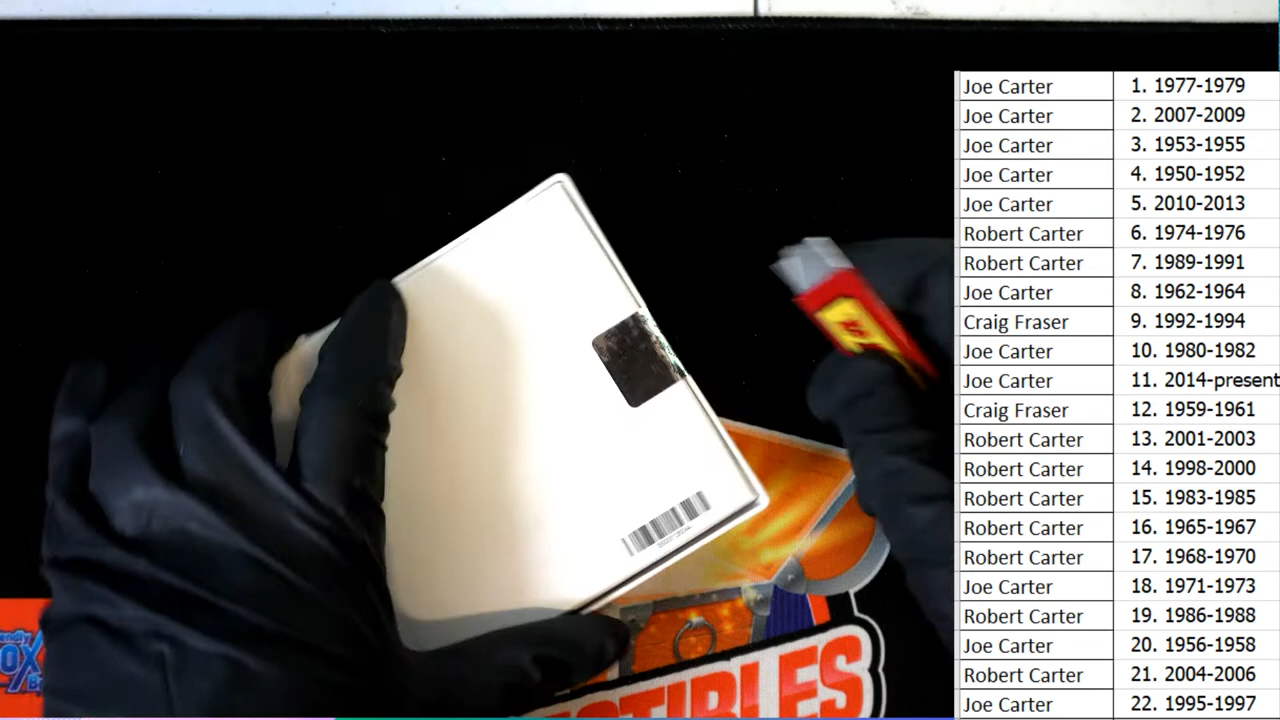 Joe Carter 1. 1977-1979
Joe Carter 2. 2007-2009
Joe Carter 3. 1953-1955
Joe Carter 4. 1950-1952
Joe Carter 5. 2010-2013
Robert Carter 6. 1974-1976
Robert Carter 7. 1989-1991
Joe Carter 8. 1962-1964
Craig Fraser 9. 1992-1994
Joe Carter 10. 1980-1982
Joe Carter 11. 2014-present
Craig Fraser 12. 1959-1961
Robert Carter 13. 2001-2003
Robert Carter 14. 1998-2000
Robert Carter 15. 1983-1985
Robert Carter 16. 1965-1967
Robert Carter 17. 1968-1970
Joe Carter 18. 1971-1973
Robert Carter 19. 1986-1988
Joe Carter 20. 1956-1958
Robert Carter 21. 2004-2006
Joe Carter 22. 1995-1997